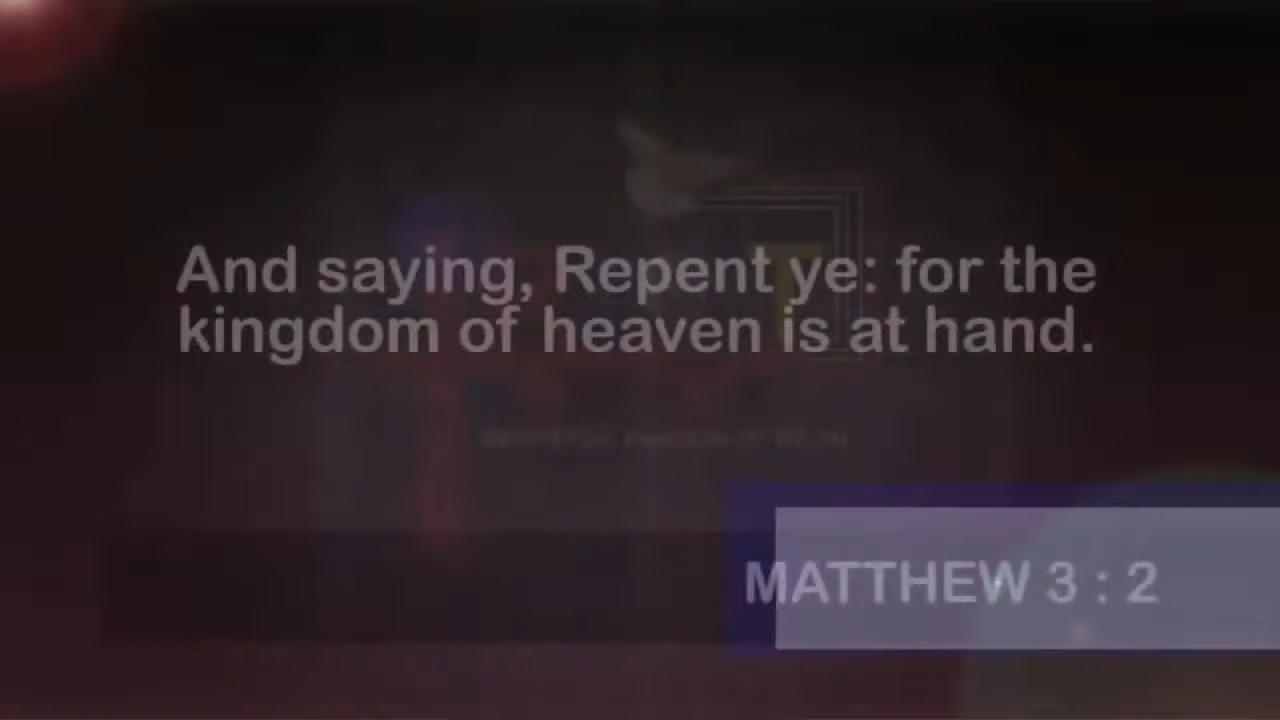 And saying, Repent ye: for the
kingdom of heaven is at hand.
MATTHEW 3 : 2